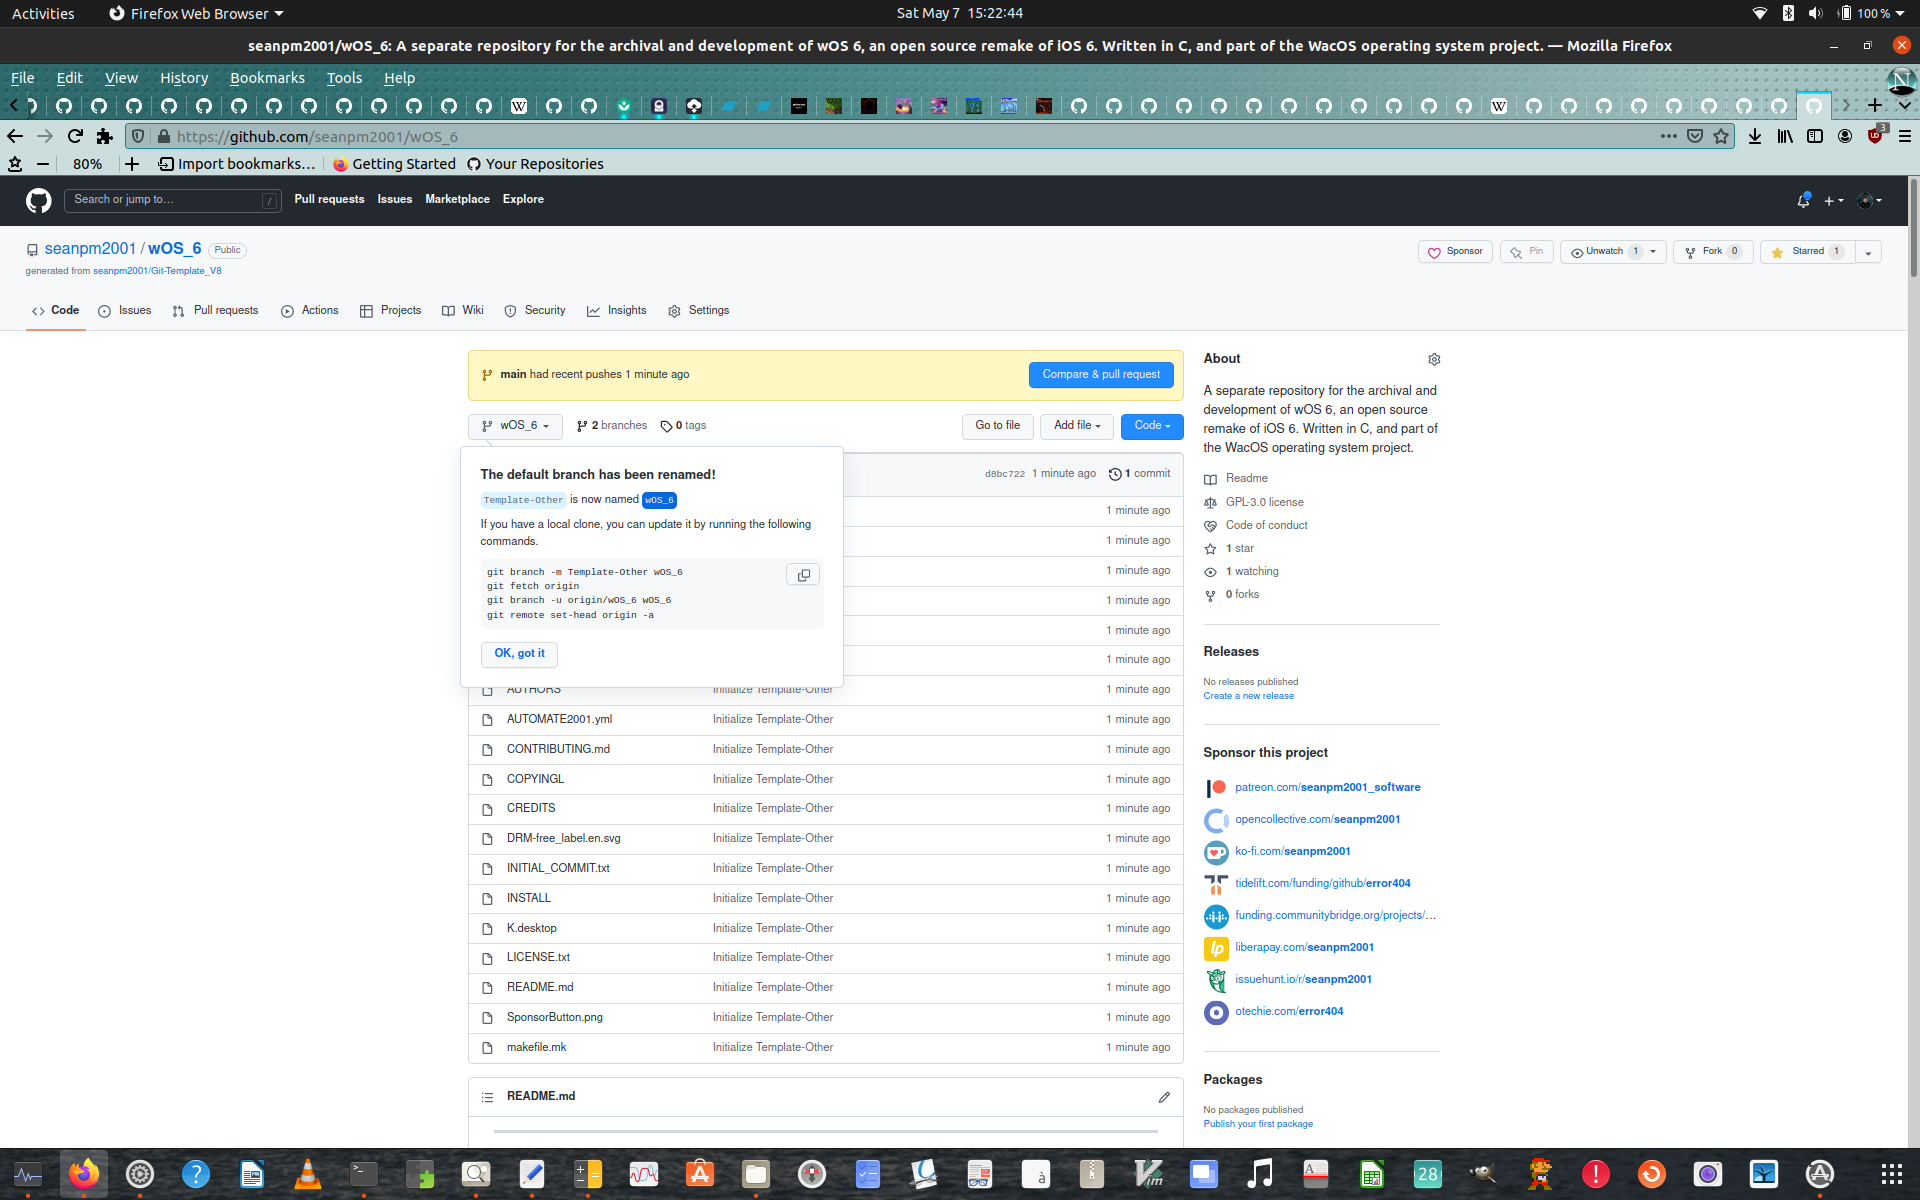 Activities
Firefox Web Browser
Sat May 7  15:22:44
100 %
seanpm2001/wOS_6: A separate repository for the archival and development of wOS 6, an open source remake of iOS 6. Written in C, and part of the WacOS operating system project. — Mozilla Firefox
File Edit View History Bookmarks Tools Help
https://github.com/seanpm2001/wOS_6
3
80%
Import bookmarks...
Getting Started
Your Repositories
Search or jump to...
/
Pull requests Issues Marketplace Explore
seanpm2001 / wOS_6 Public
generated from seanpm2001/Git-Template_V8
Sponsor
Pin
Unwatch 1
Fork 0
Starred 1
Code Issues Pull requests Actions Projects Wiki Security Insights Settings
main had recent pushes 1 minute ago
Compare & pull request
wOS_6
2 branches
0 tags
Go to file
Add file
Code
The default branch has been renamed!
Template-Other is now named wOS_6
If you have a local clone, you can update it by running the following
commands.
git branch -m Template-Other wOS_6
git fetch origin
git branch -u origin/wOS_6 wOS_6
git remote set-head origin -a
OK, got it
d8bc722 1 minute ago 1 commit
1 minute ago
1 minute ago
1 minute ago
1 minute ago
1 minute ago
1 minute ago
AUTHORS Initialize Template-Other 1 minute ago
AUTOMATE2001.yml Initialize Template-Other 1 minute ago
CONTRIBUTING.md Initialize Template-Other 1 minute ago
COPYINGL Initialize Template-Other 1 minute ago
CREDITS Initialize Template-Other 1 minute ago
DRM-free_label.en.svg Initialize Template-Other 1 minute ago
INITIAL_COMMIT.txt Initialize Template-Other 1 minute ago
INSTALL Initialize Template-Other 1 minute ago
K.desktop Initialize Template-Other 1 minute ago
LICENSE.txt Initialize Template-Other 1 minute ago
README.md Initialize Template-Other 1 minute ago
SponsorButton.png Initialize Template-Other 1 minute ago
makefile.mk Initialize Template-Other 1 minute ago
README.md
About
A separate repository for the archival and
development of wOS 6, an open source
remake of iOS 6. Written in C, and part of
the WacOS operating system project.
Readme
GPL-3.0 license
Code of conduct
1 star
1 watching
0 forks
Releases
No releases published
Create a new release
Sponsor this project
patreon.com/seanpm2001_software
opencollective.com/seanpm2001
ko-fi.com/seanpm2001
tidelift.com/funding/github/error404
funding.communitybridge.org/projects/...
lp
liberapay.com/seanpm2001
issuehunt.io/r/seanpm2001
otechie.com/error404
Packages
No packages published
Publish your first package
28